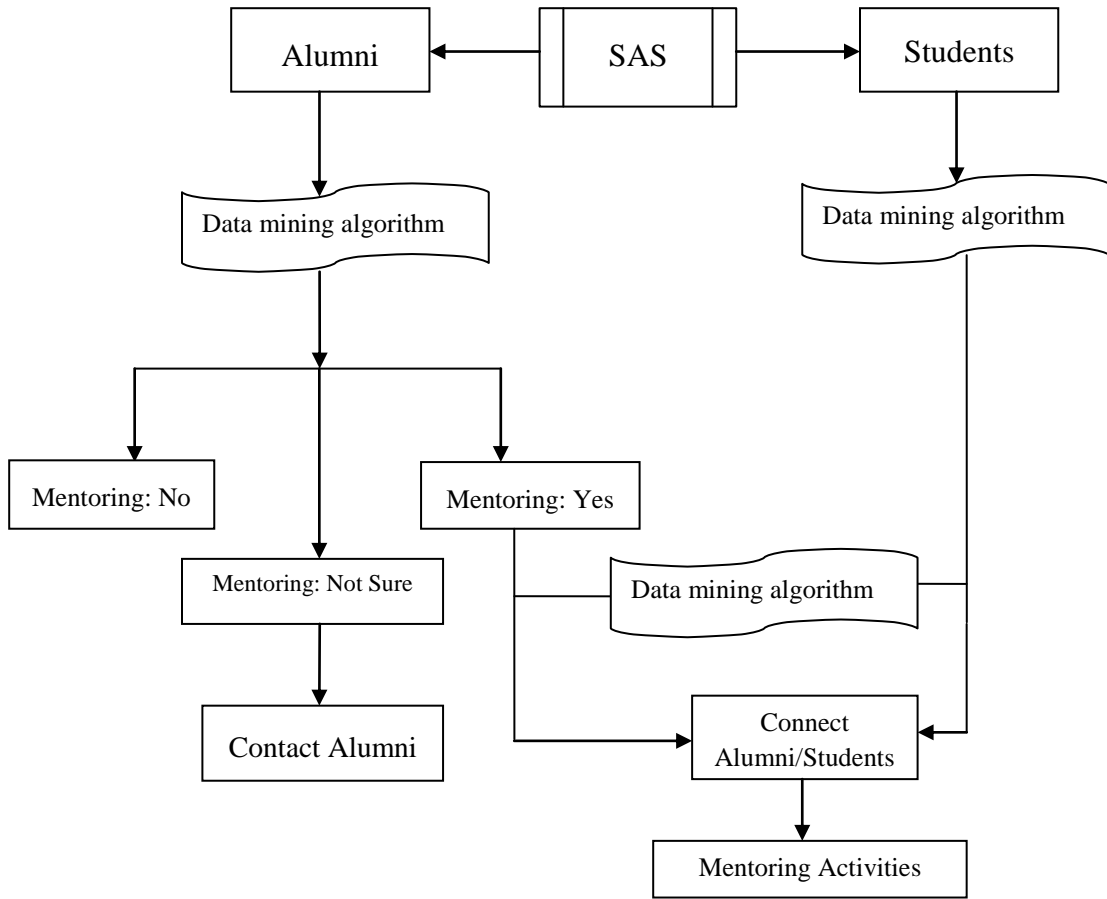 Alumni
SAS
Students
Data mining algorithm
Data mining algorithm
Mentoring: No
Mentoring: Yes
Mentoring: Not Sure
Data mining algorithm
Contact Alumni
Connect
Alumni/Students
Mentoring Activities